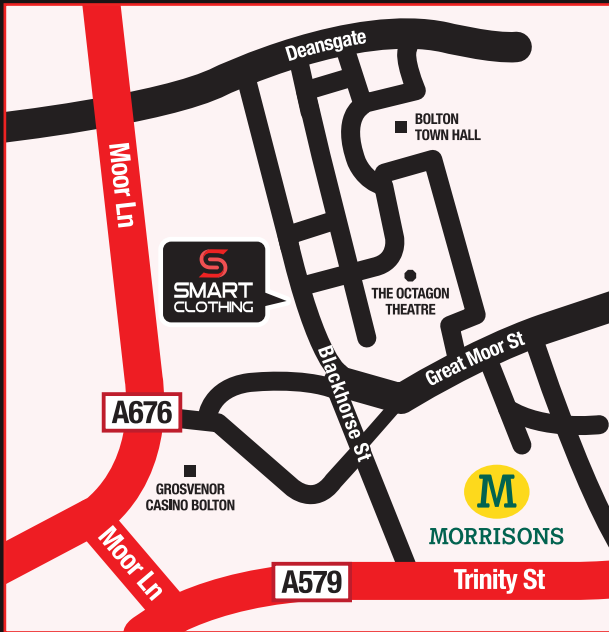 Deansgate
BOLTON
TOWN HALL
Moor Ln
S
SMART
CLOTHING
THE OCTAGON
THEATRE
Great Moor St
Blackhorse St
A676
GROSVENOR
CASINO BOLTON
M
MORRISONS
Moor Ln
A579
Trinity St